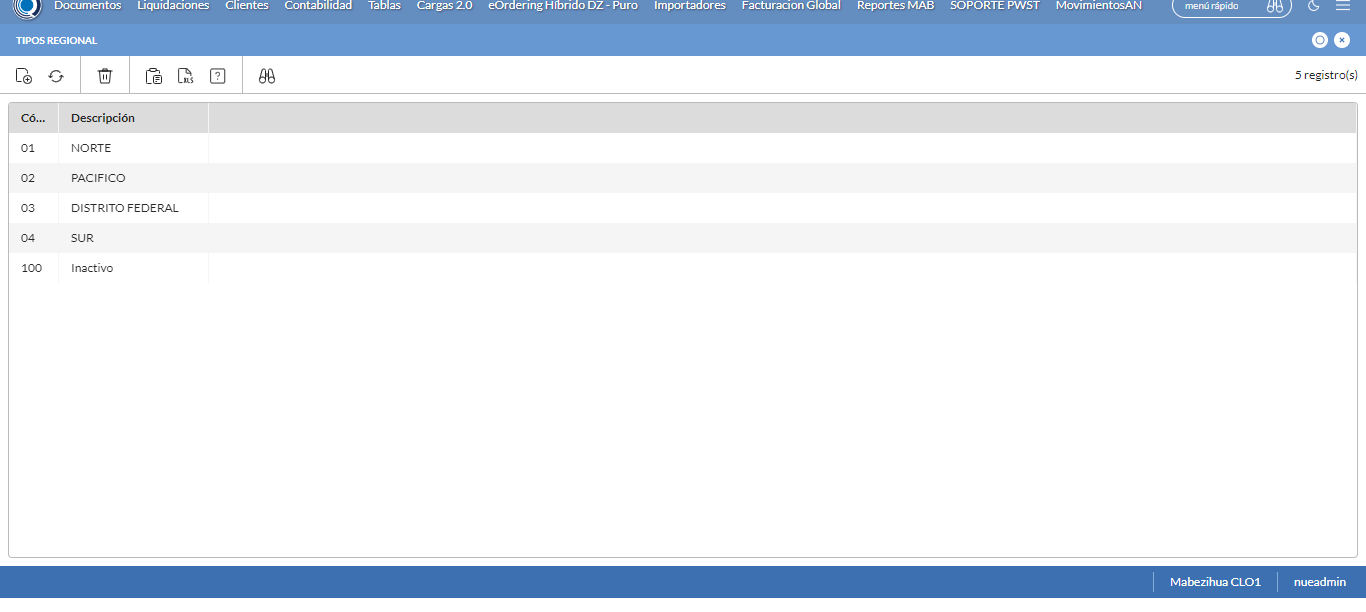 Documentos Liquidaciones Clientes Contabilidad Tablas Cargas 2.0 eOrdering Híbrido DZ - Puro Importadores Facturacion Global Reportes MAB SOPORTE PWST MovimientosAN menú rápido
TIPOS REGIONAL
XLS ? 5 registro(s)
Có... Descripción
01 NORTE
02 PACIFICO
03 DISTRITO FEDERAL
04 SUR
100 Inactivo
Mabezihua CLO1 nueadmin